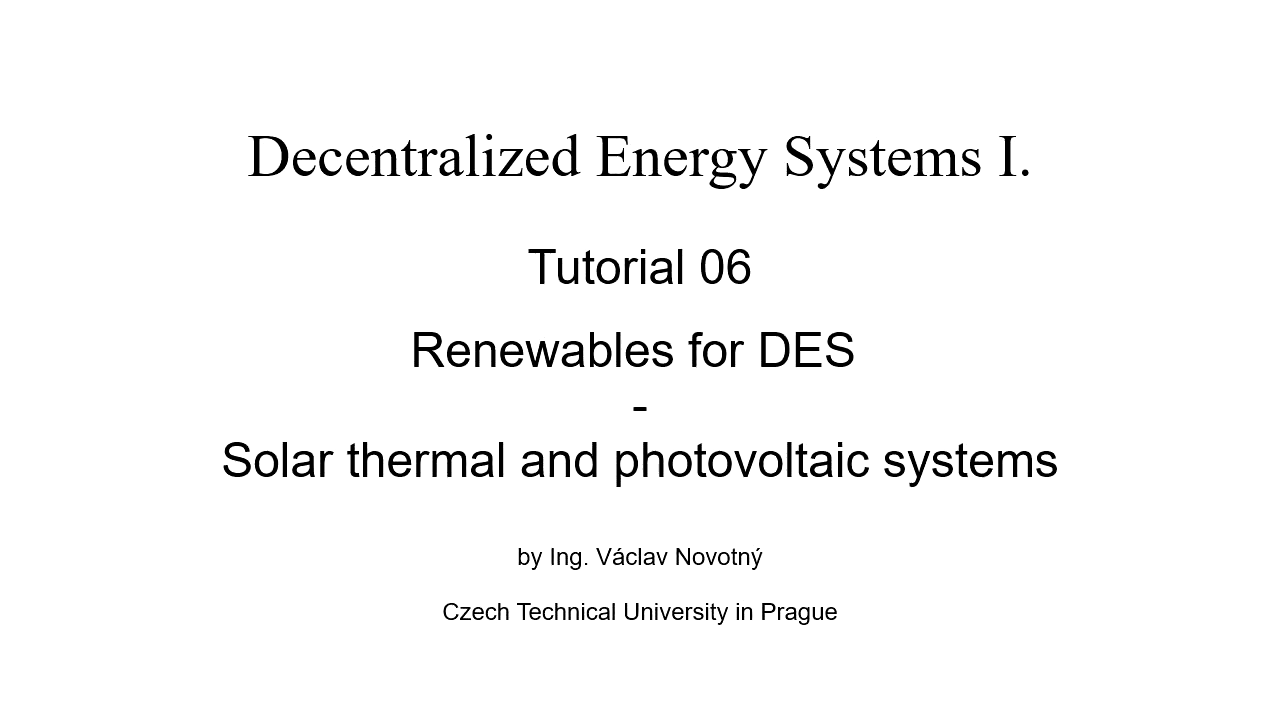 Decentralized Energy Systems I.
Tutorial 06
Renewables for DES
-
Solar thermal and photovoltaic systems
by Ing. Václav Novotný
Czech Technical University in Prague